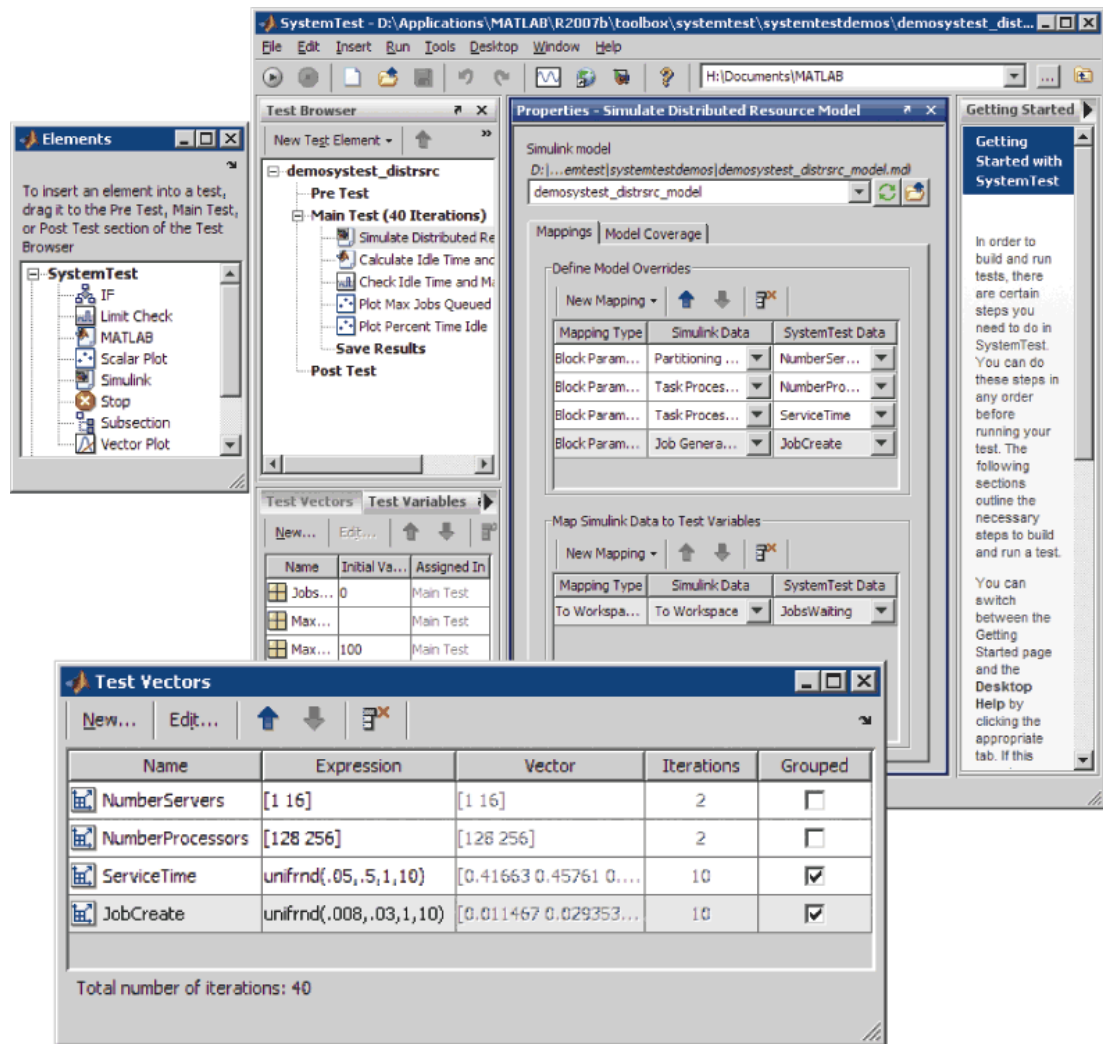 SystemTest - D:\Applications\MATLAB\R2007b\toolbox\systemtest\systemtestdemos\demosystest_dist...
File Edit Insert Run Tools Desktop Window Help
H:\Documents\MATLAB ...
Elements
To insert an element into a test,
drag it to the Pre Test, Main Test,
or Post Test section of the Test
Browser
SystemTest
IF
Limit Check
MATLAB
Scalar Plot
Simulink
Stop
Subsection
Vector Plot
Test Browser
New Test Element »
demosystest_distrsrc
Pre Test
Main Test (40 Iterations)
Simulate Distributed Re
Calculate Idle Time and
Check Idle Time and Ma
Plot Max Jobs Queued
Plot Percent Time Idle
Save Results
Post Test
Test Vectors Test Variables
New... Edit...
Name Initial Va... Assigned In
Jobs... 0 Main Test
Max... Main Test
Max... 100 Main Test
Properties - Simulate Distributed Resource Model
Simulink model
D:\...emtest\systemtestdemos\demosystest_distrsrc_model.mdl
demosystest_distrsrc_model
Mappings Model Coverage
Define Model Overrides
New Mapping
Mapping Type Simulink Data SystemTest Data
Block Param... Partitioning ... NumberSer...
Block Param... Task Proces... NumberPro...
Block Param... Task Proces... ServiceTime
Block Param... Job Genera... JobCreate
Map Simulink Data to Test Variables
New Mapping
Mapping Type Simulink Data SystemTest Data
To Workspa... To Workspace JobsWaiting
Getting Started
Getting
Started with
SystemTest
In order to
build and run
tests, there
are certain
steps you
need to do in
SystemTest.
You can do
these steps in
any order
before
running your
test. The
following
sections
outline the
necessary
steps to build
and run a test.
You can
switch
between the
Getting
Started page
and the
Desktop
Help by
clicking the
appropriate
tab. If this
Test Vectors
New... Edit...
Name Expression Vector Iterations Grouped
NumberServers [1 16] [1 16] 2
NumberProcessors [128 256] [128 256] 2
ServiceTime unifrnd(.05,.5,1,10) [0.41663 0.45761 0.... 10
JobCreate unifrnd(.008,.03,1,10) [0.011467 0.029353... 10
Total number of iterations: 40